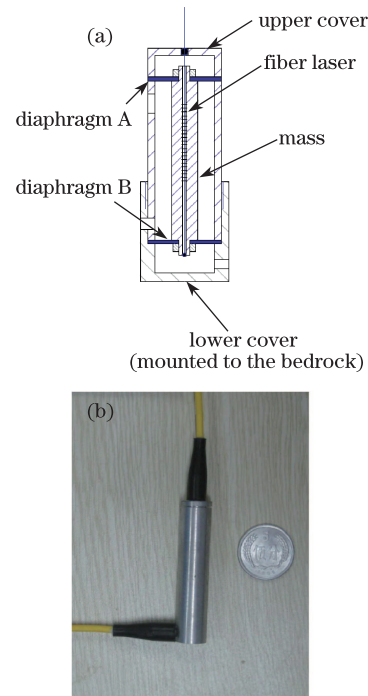 (a)
upper cover
fiber laser
diaphragm A
mass
diaphragm B
lower cover
(mounted to the bedrock)
(b)